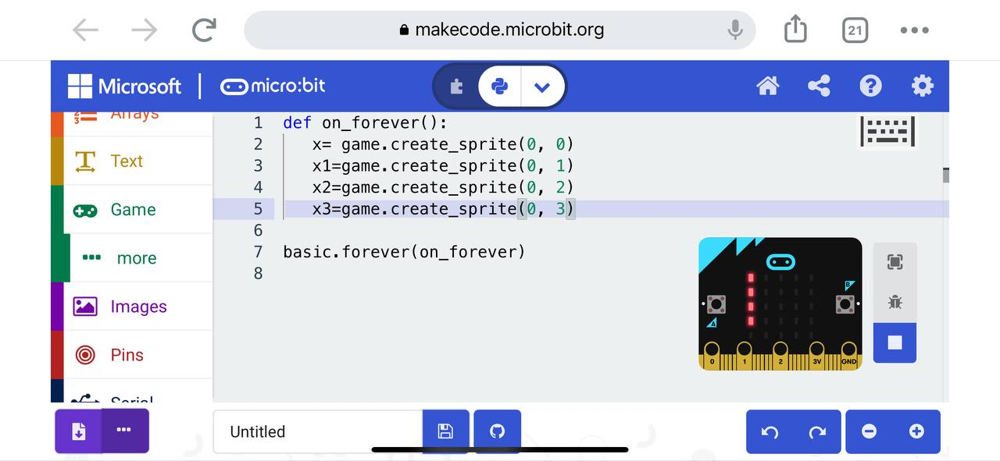 makecode.microbit.org
21
Microsoft
micro:bit
Arrays
Text
Game
more
Images
Pins
Serial
1 def on_forever():
2 x= game.create_sprite(0, 0)
3 x1=game.create_sprite(0, 1)
4 x2=game.create_sprite(0, 2)
5 x3=game.create_sprite(0, 3)
6
7 basic.forever(on_forever)
8
B
A
0 1 2 3V GND
Untitled